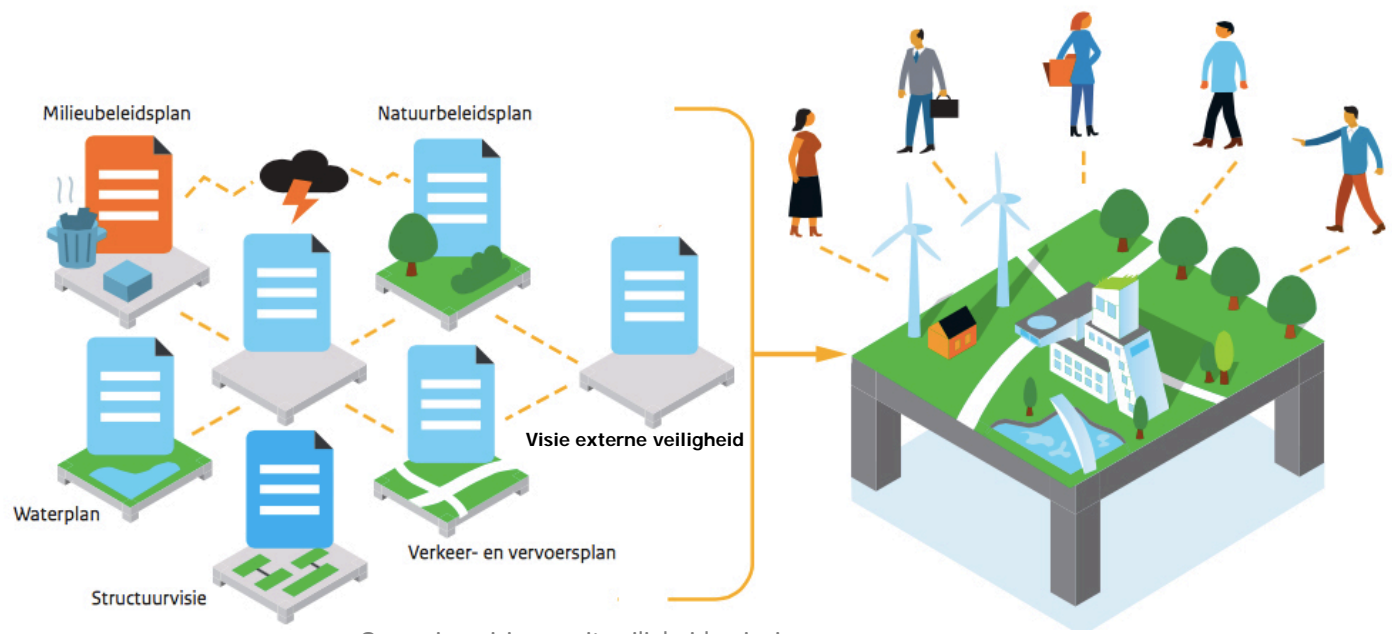 Milieubeleidsplan
Natuurbeleidsplan
Visie externe veiligheid
Waterplan
Verkeer- en vervoersplan
Structuurvisie